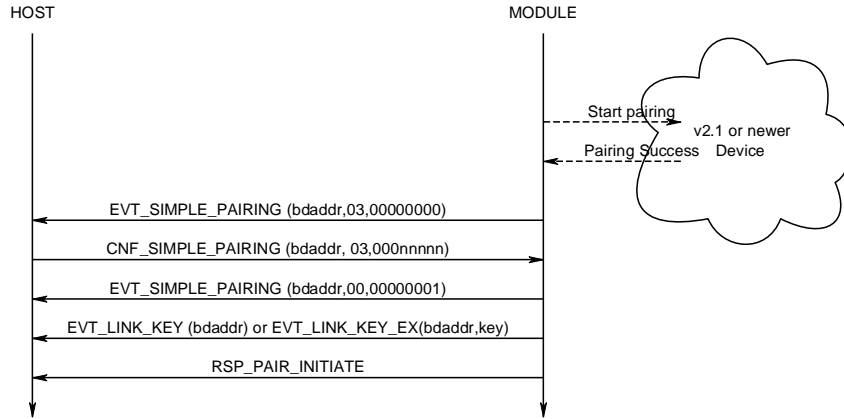 HOST
MODULE
Start pairing
v2.1 or newer
Device
Pairing Success
EVT_SIMPLE_PAIRING (bdaddr,03,00000000)
CNF_SIMPLE_PAIRING (bdaddr, 03,000nnnnn)
EVT_SIMPLE_PAIRING (bdaddr,00,00000001)
EVT_LINK_KEY (bdaddr) or EVT_LINK_KEY_EX(bdaddr,key)
RSP_PAIR_INITIATE